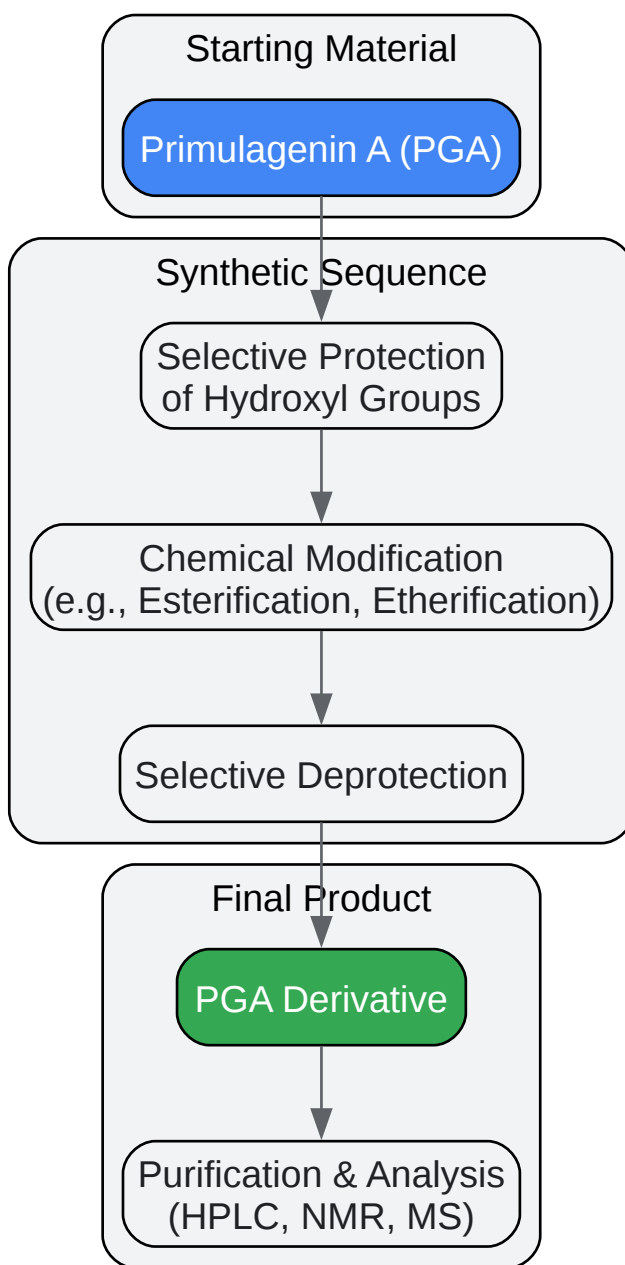 Starting Material
Primulagenin A (PGA)
Synthetic Sequence
Selective Protection
of Hydroxyl Groups
Chemical Modification
(e.g., Esterification, Etherification)
Selective Deprotection
Final Product
PGA Derivative
Purification & Analysis
(HPLC, NMR, MS)